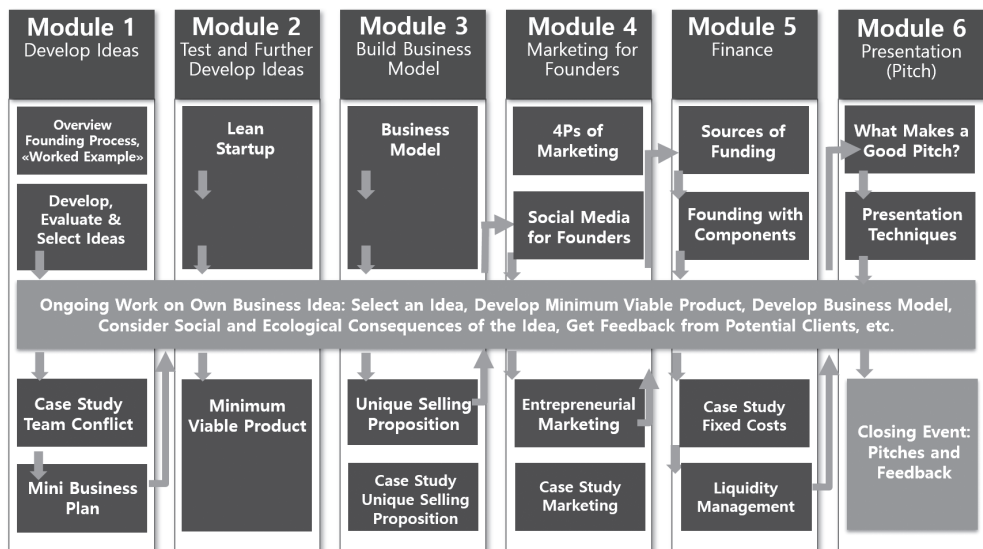 Module 1
Develop Ideas
Module 2
Test and Further
Develop Ideas
Module 3
Build Business
Model
Module 4
Marketing for
Founders
Module 5
Finance
Module 6
Presentation
(Pitch)
Overview
Founding Process,
«Worked Example»
Develop,
Evaluate &
Select Ideas
Lean
Startup
Business
Model
4Ps of
Marketing
Social Media
for Founders
Sources of
Funding
Founding with
Components
What Makes a
Good Pitch?
Presentation
Techniques
Ongoing Work on Own Business Idea: Select an Idea, Develop Minimum Viable Product, Develop Business Model,
Consider Social and Ecological Consequences of the Idea, Get Feedback from Potential Clients, etc.
Case Study
Team Conflict
Mini Business
Plan
Minimum
Viable Product
Unique Selling
Proposition
Case Study
Unique Selling
Proposition
Entrepreneurial
Marketing
Case Study
Marketing
Case Study
Fixed Costs
Liquidity
Management
Closing Event:
Pitches and
Feedback